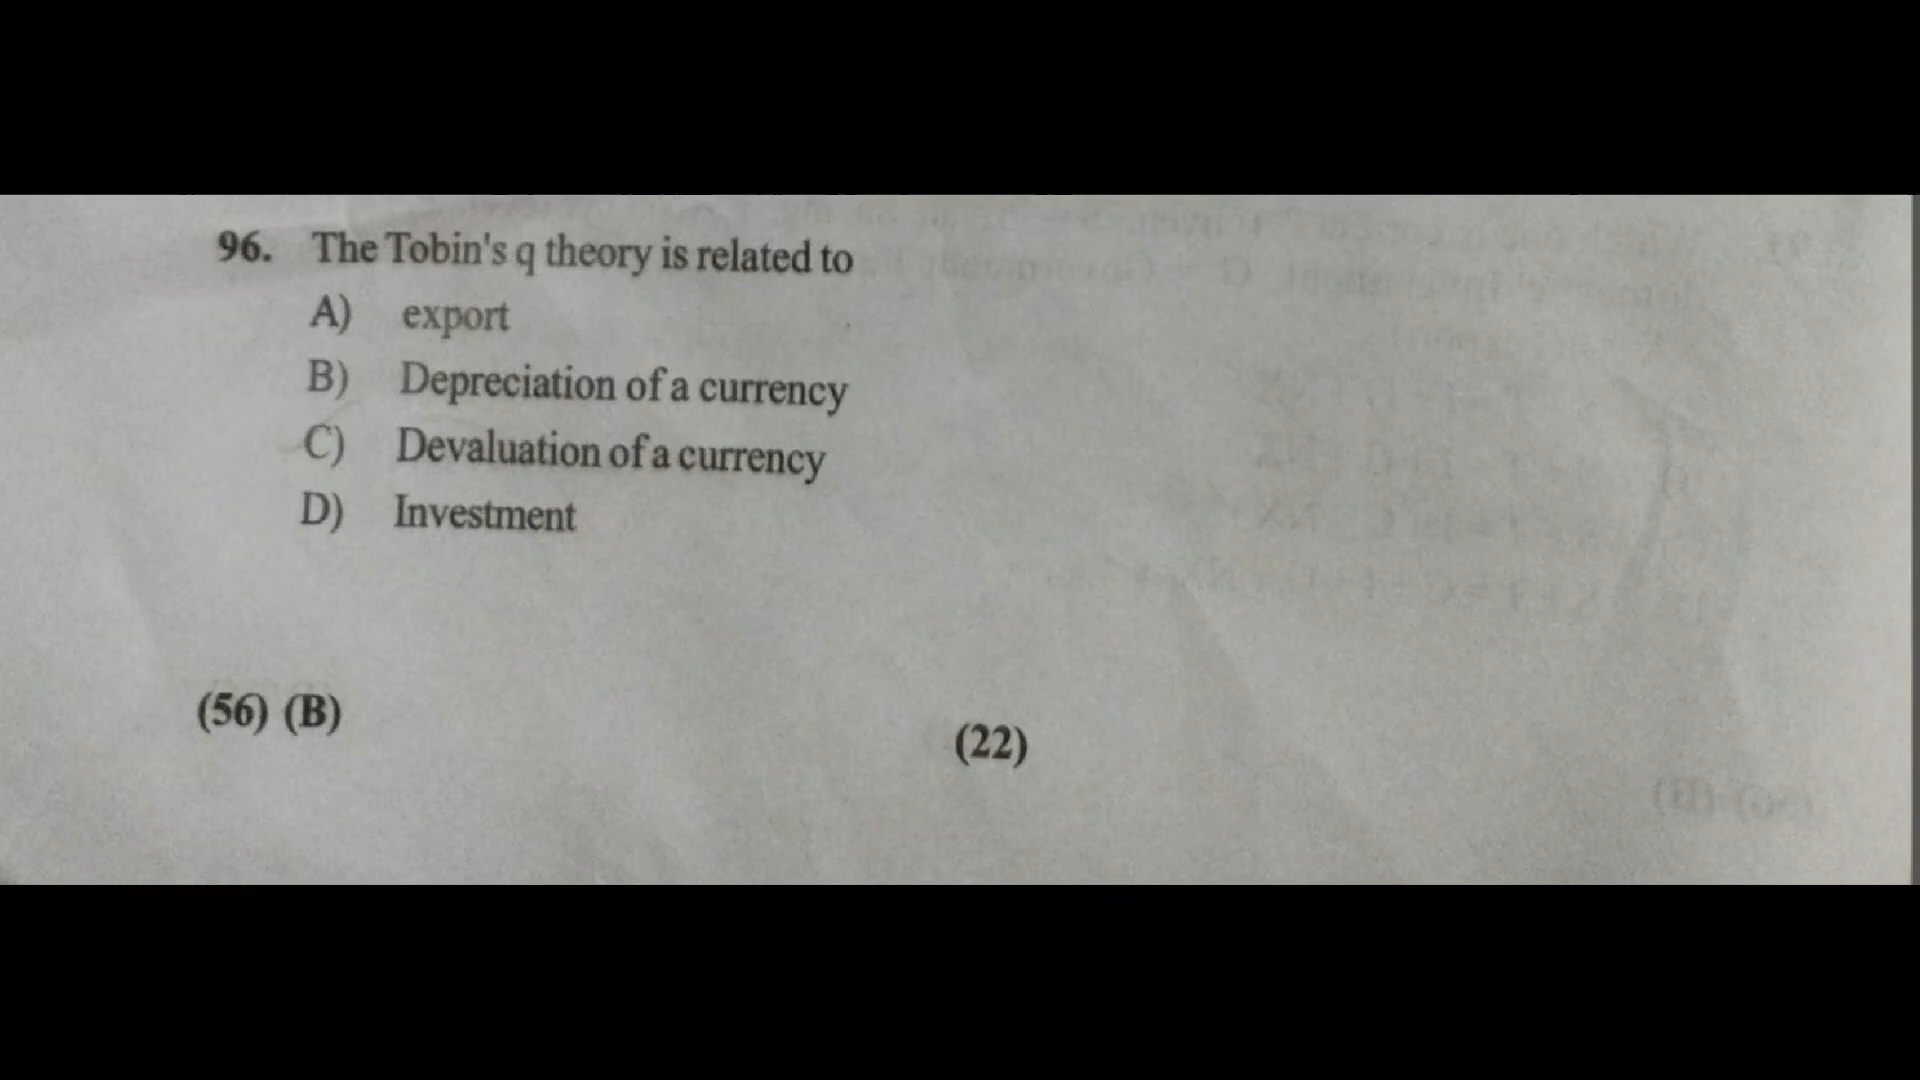 96. The Tobin's q theory is related to
A) export
B) Depreciation of a currency
C) Devaluation of a currency
D) Investment
(56) (B)
(22)